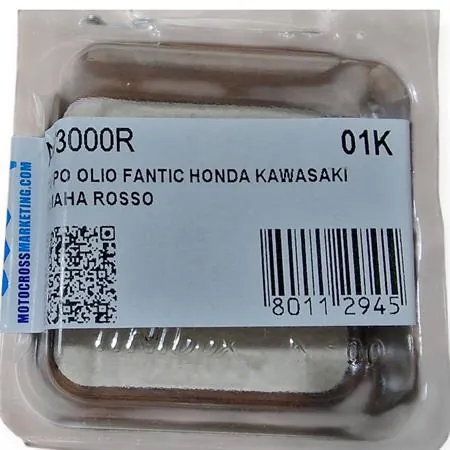 3000R 01K
PO OLIO FANTIC HONDA KAWASAKI
AHA ROSSO
MOTOCROSSMARKETING.COM
8011 2945